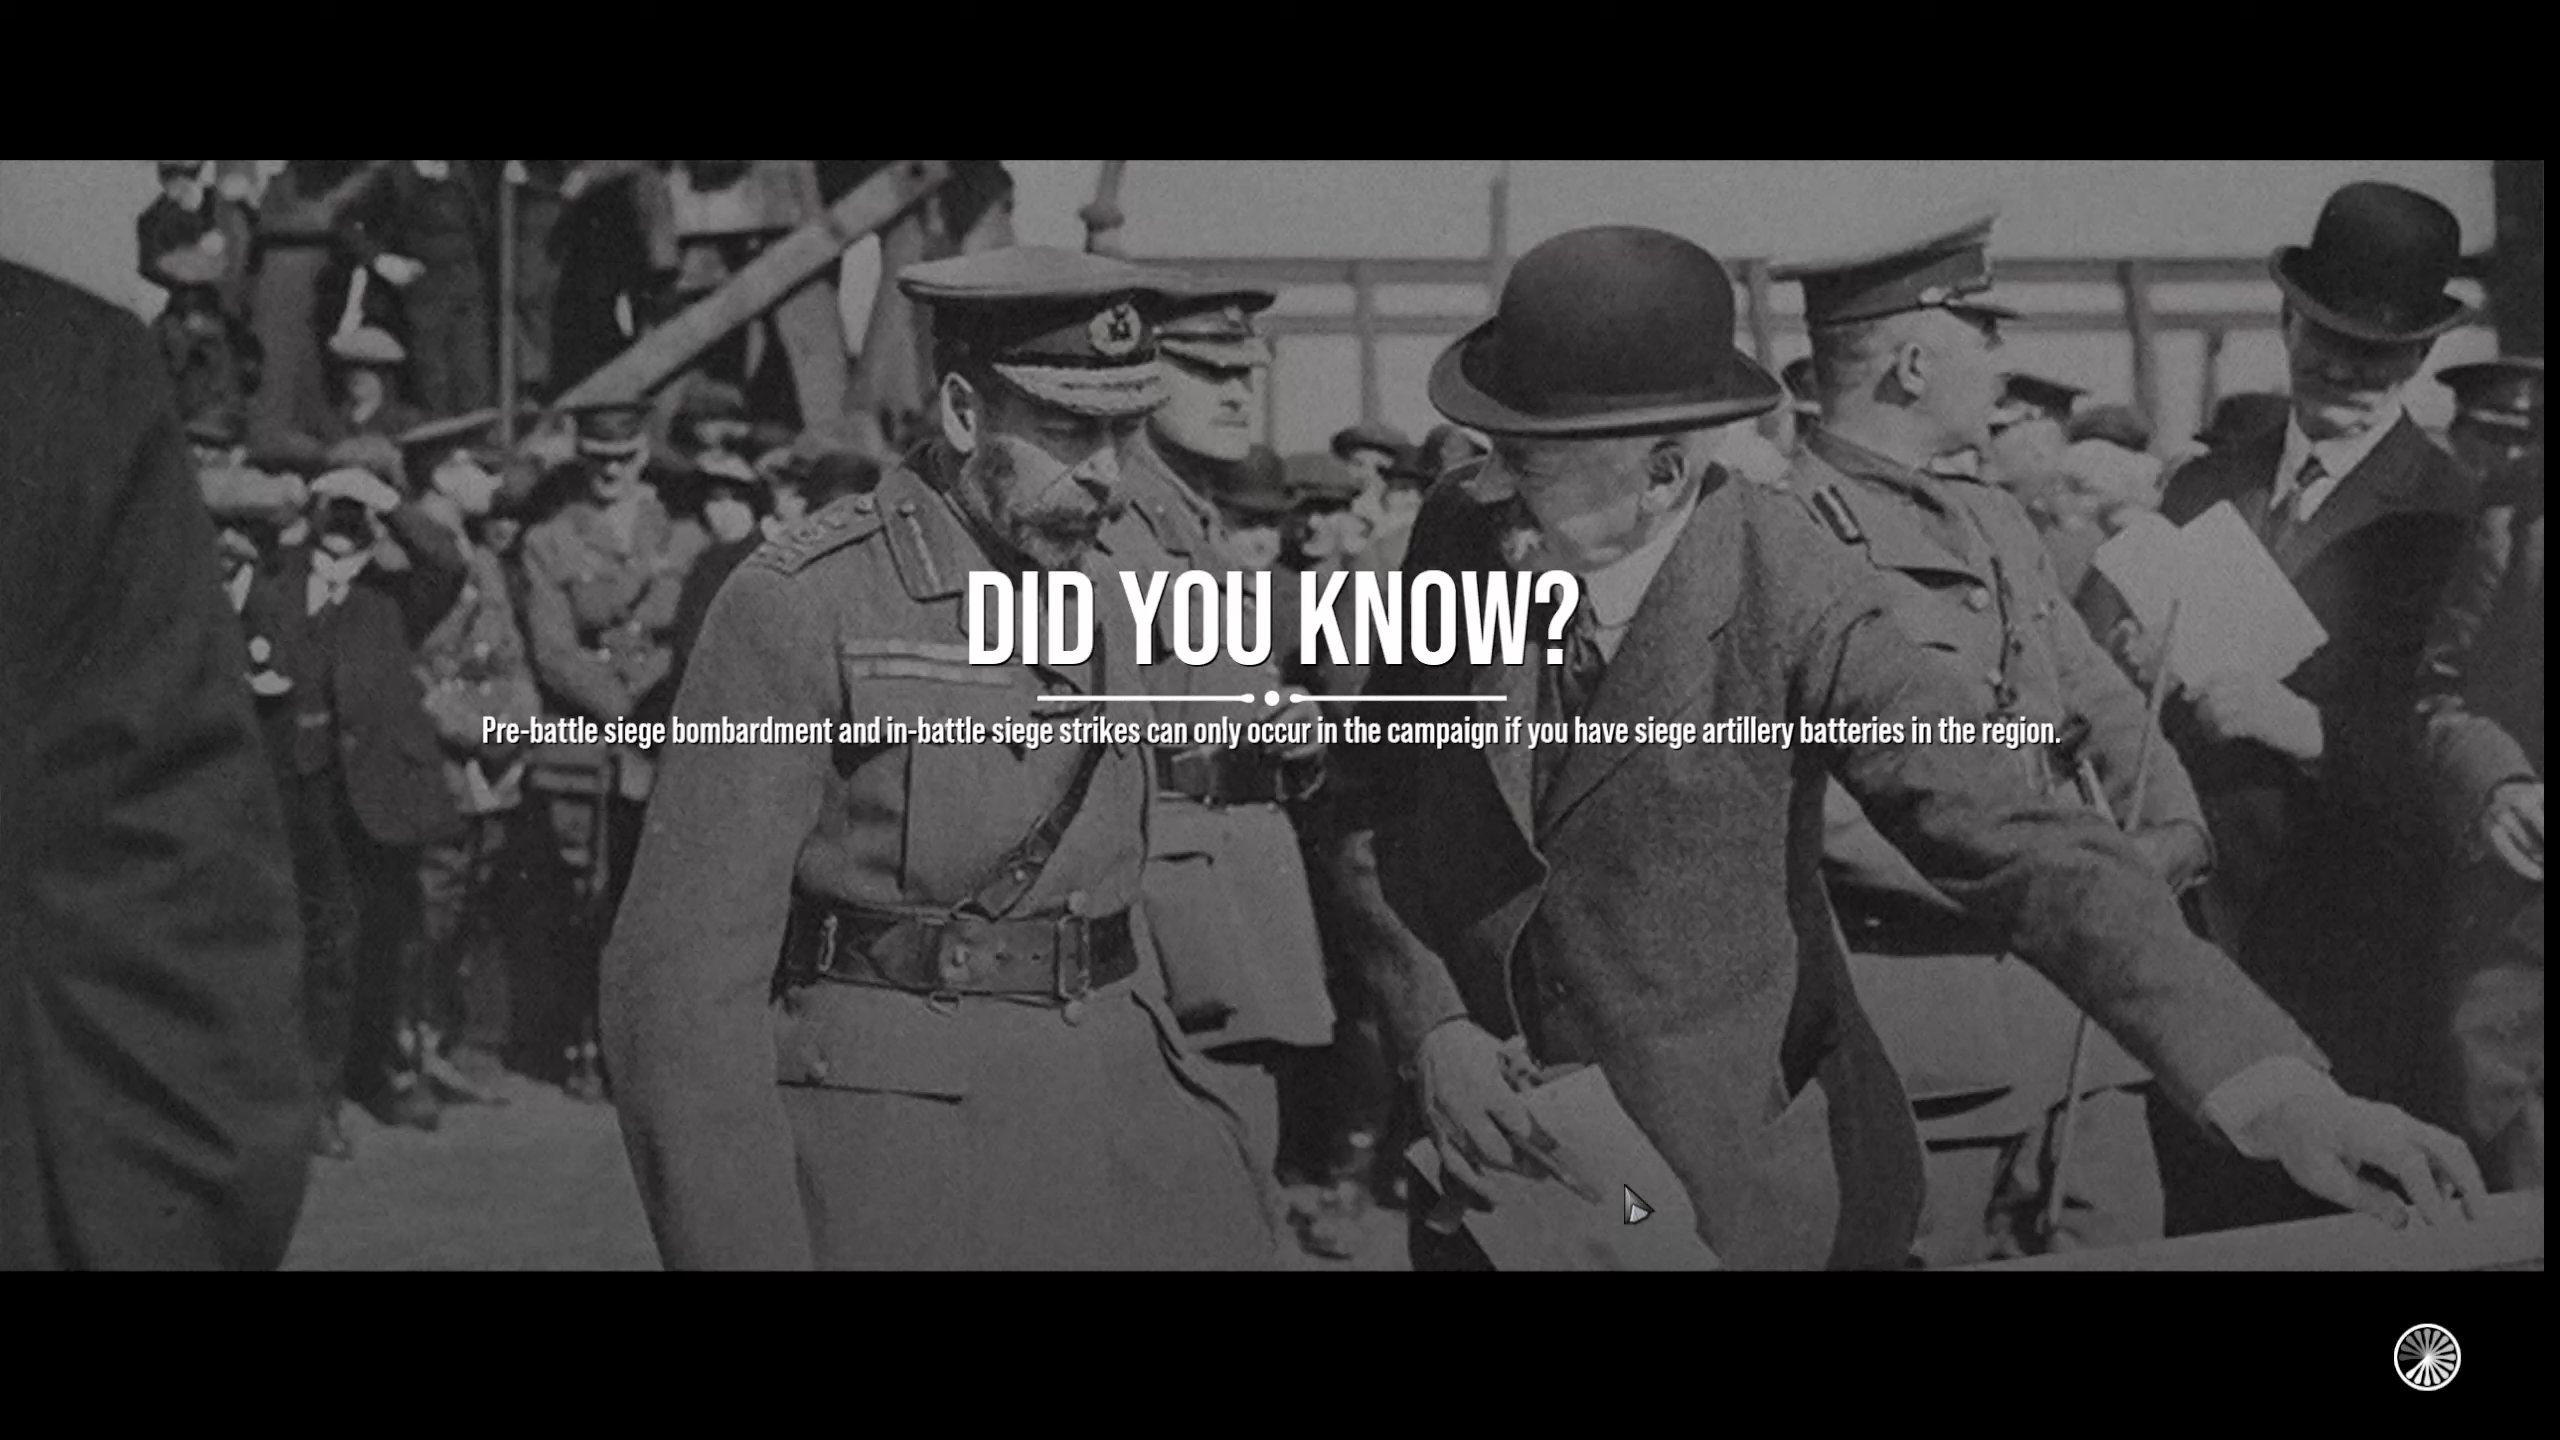 DID YOU KNOW?
Pre-battle siege bombardment and in-battle siege strikes can only occur in the campaign if you have siege artillery batteries in the region.